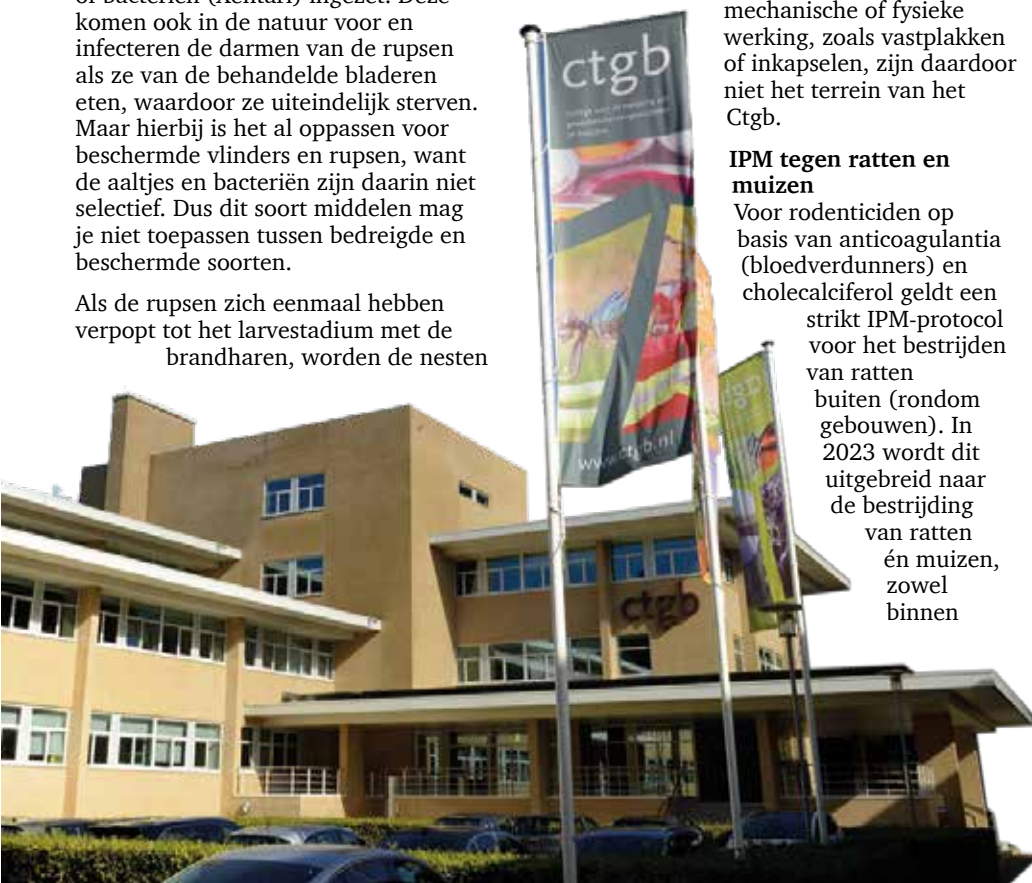 of bacteriën (Xentari) ingezet. Deze
komen ook in de natuur voor en
infecteren de darmen van de rupsen
als ze van de behandelde bladeren
eten, waardoor ze uiteindelijk sterven.
Maar hierbij is het al oppassen voor
beschermde vlinders en rupsen, want
de aaltjes en bacteriën zijn daarin niet
selectief. Dus dit soort middelen mag
je niet toepassen tussen bedreigde en
beschermde soorten.
Als de rupsen zich eenmaal hebben
verpopt tot het larvestadium met de
brandharen, worden de nesten
mechanische of fysieke
werking, zoals vastplakken
of inkapselen, zijn daardoor
niet het terrein van het
Ctgb.
IPM tegen ratten en
muizen
Voor rodenticiden op
basis van anticoagulantia
(bloedverdunners) en
cholecalciferol geldt een
strikt IPM-protocol
voor het bestrijden
van ratten
buiten (rondom
gebouwen). In
2023 wordt dit
uitgebreid naar
de bestrijding
van ratten
én muizen,
zowel
binnen
ctgb
www.ctgb.nl
ctgb
ctgb